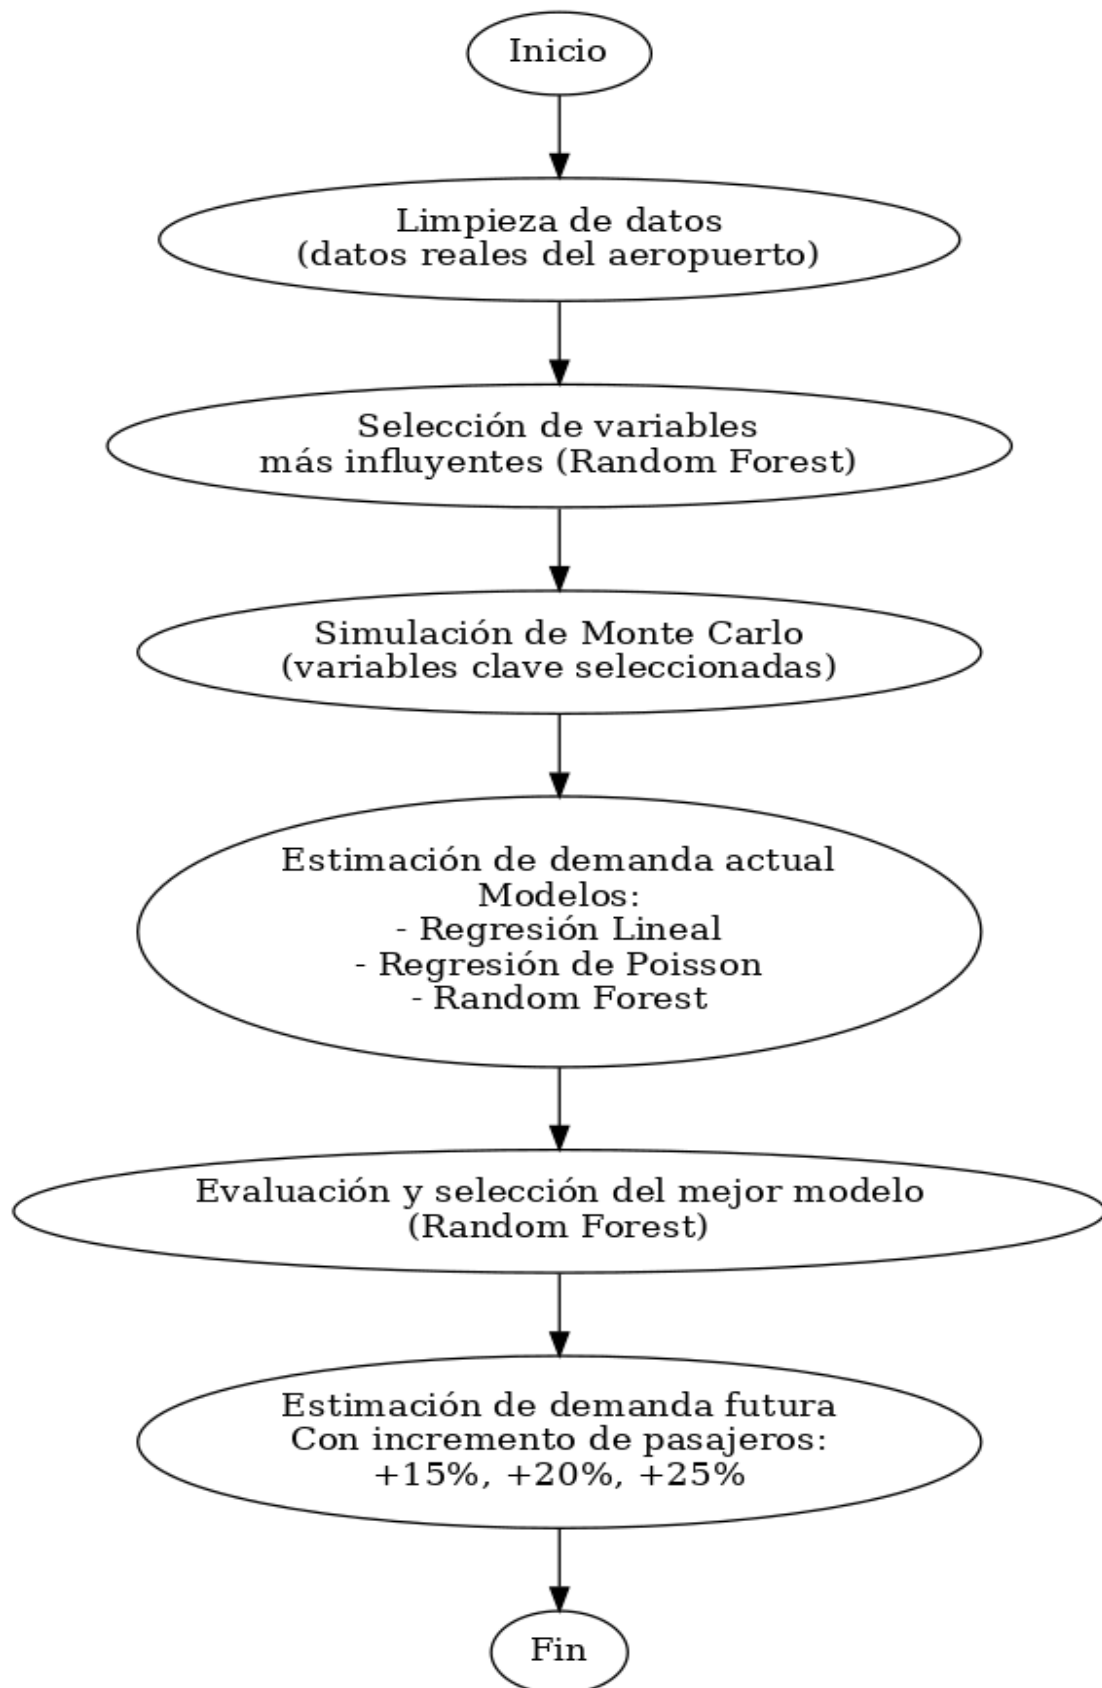 Inicio
Limpieza de datos
(datos reales del aeropuerto)
Selección de variables
más influyentes (Random Forest)
Simulación de Monte Carlo
(variables clave seleccionadas)
Estimación de demanda actual
Modelos:
- Regresión Lineal
- Regresión de Poisson
- Random Forest
Evaluación y selección del mejor modelo
(Random Forest)
Estimación de demanda futura
Con incremento de pasajeros:
+15%, +20%, +25%
Fin